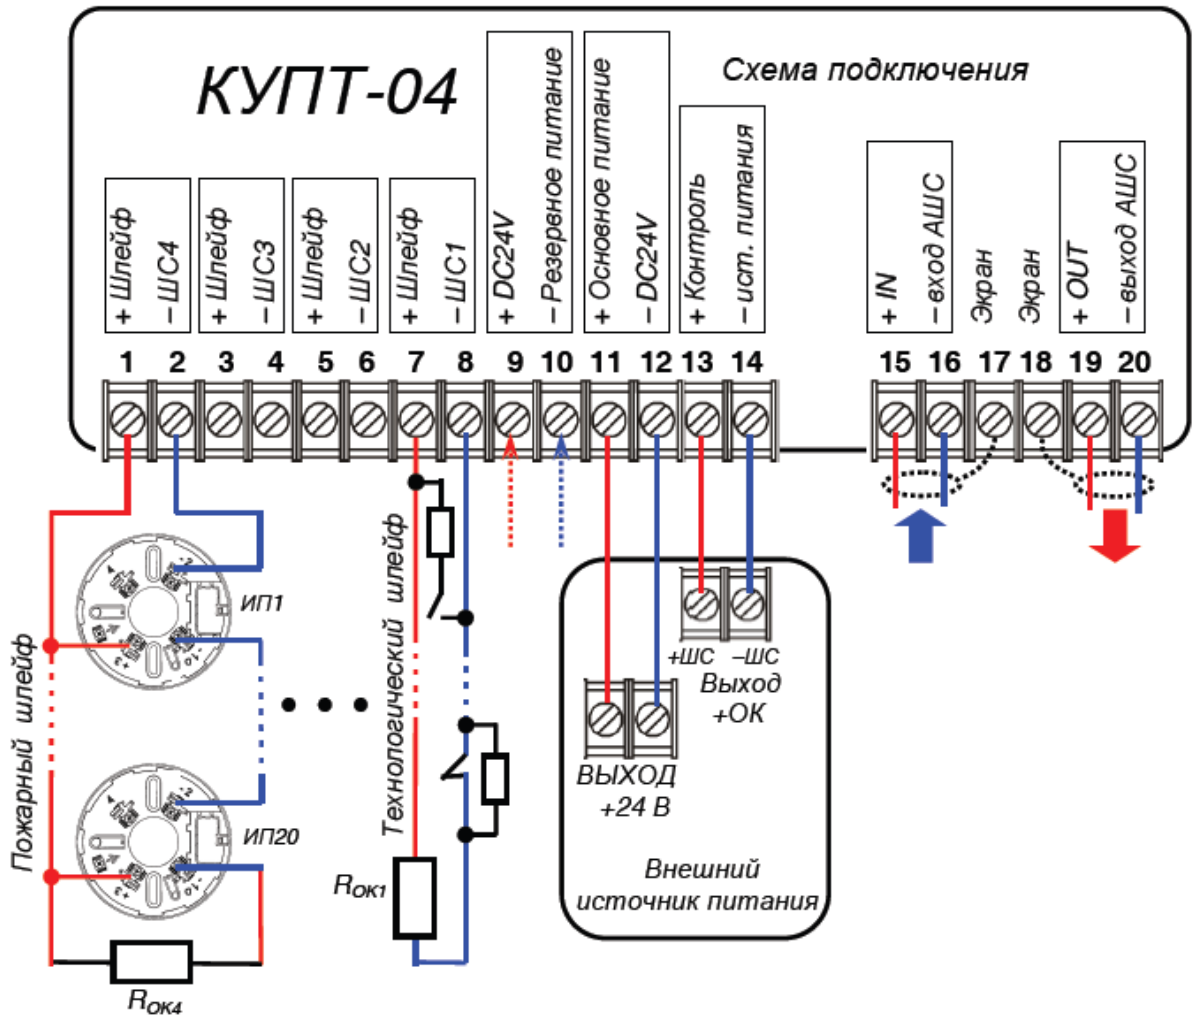 КУПТ-04
Схема подключения
+ Шлейф
– ШС4
+ Шлейф
– ШС3
+ Шлейф
– ШС2
+ Шлейф
– ШС1
+ DC24V
– Резервное питание
+ Основное питание
– DC24V
+ Контроль
– ист. питания
+ IN
– вход АШС
Экран
Экран
+ OUT
– выход АШС
1 2 3 4 5 6 7 8 9 10 11 12 13 14 15 16 17 18 19 20
Пожарный шлейф
ИП1
ИП20
Rок4
Технологический шлейф
Rок1
+ШС –ШС
Выход
+ОК
ВЫХОД
+24 В
Внешний
источник питания